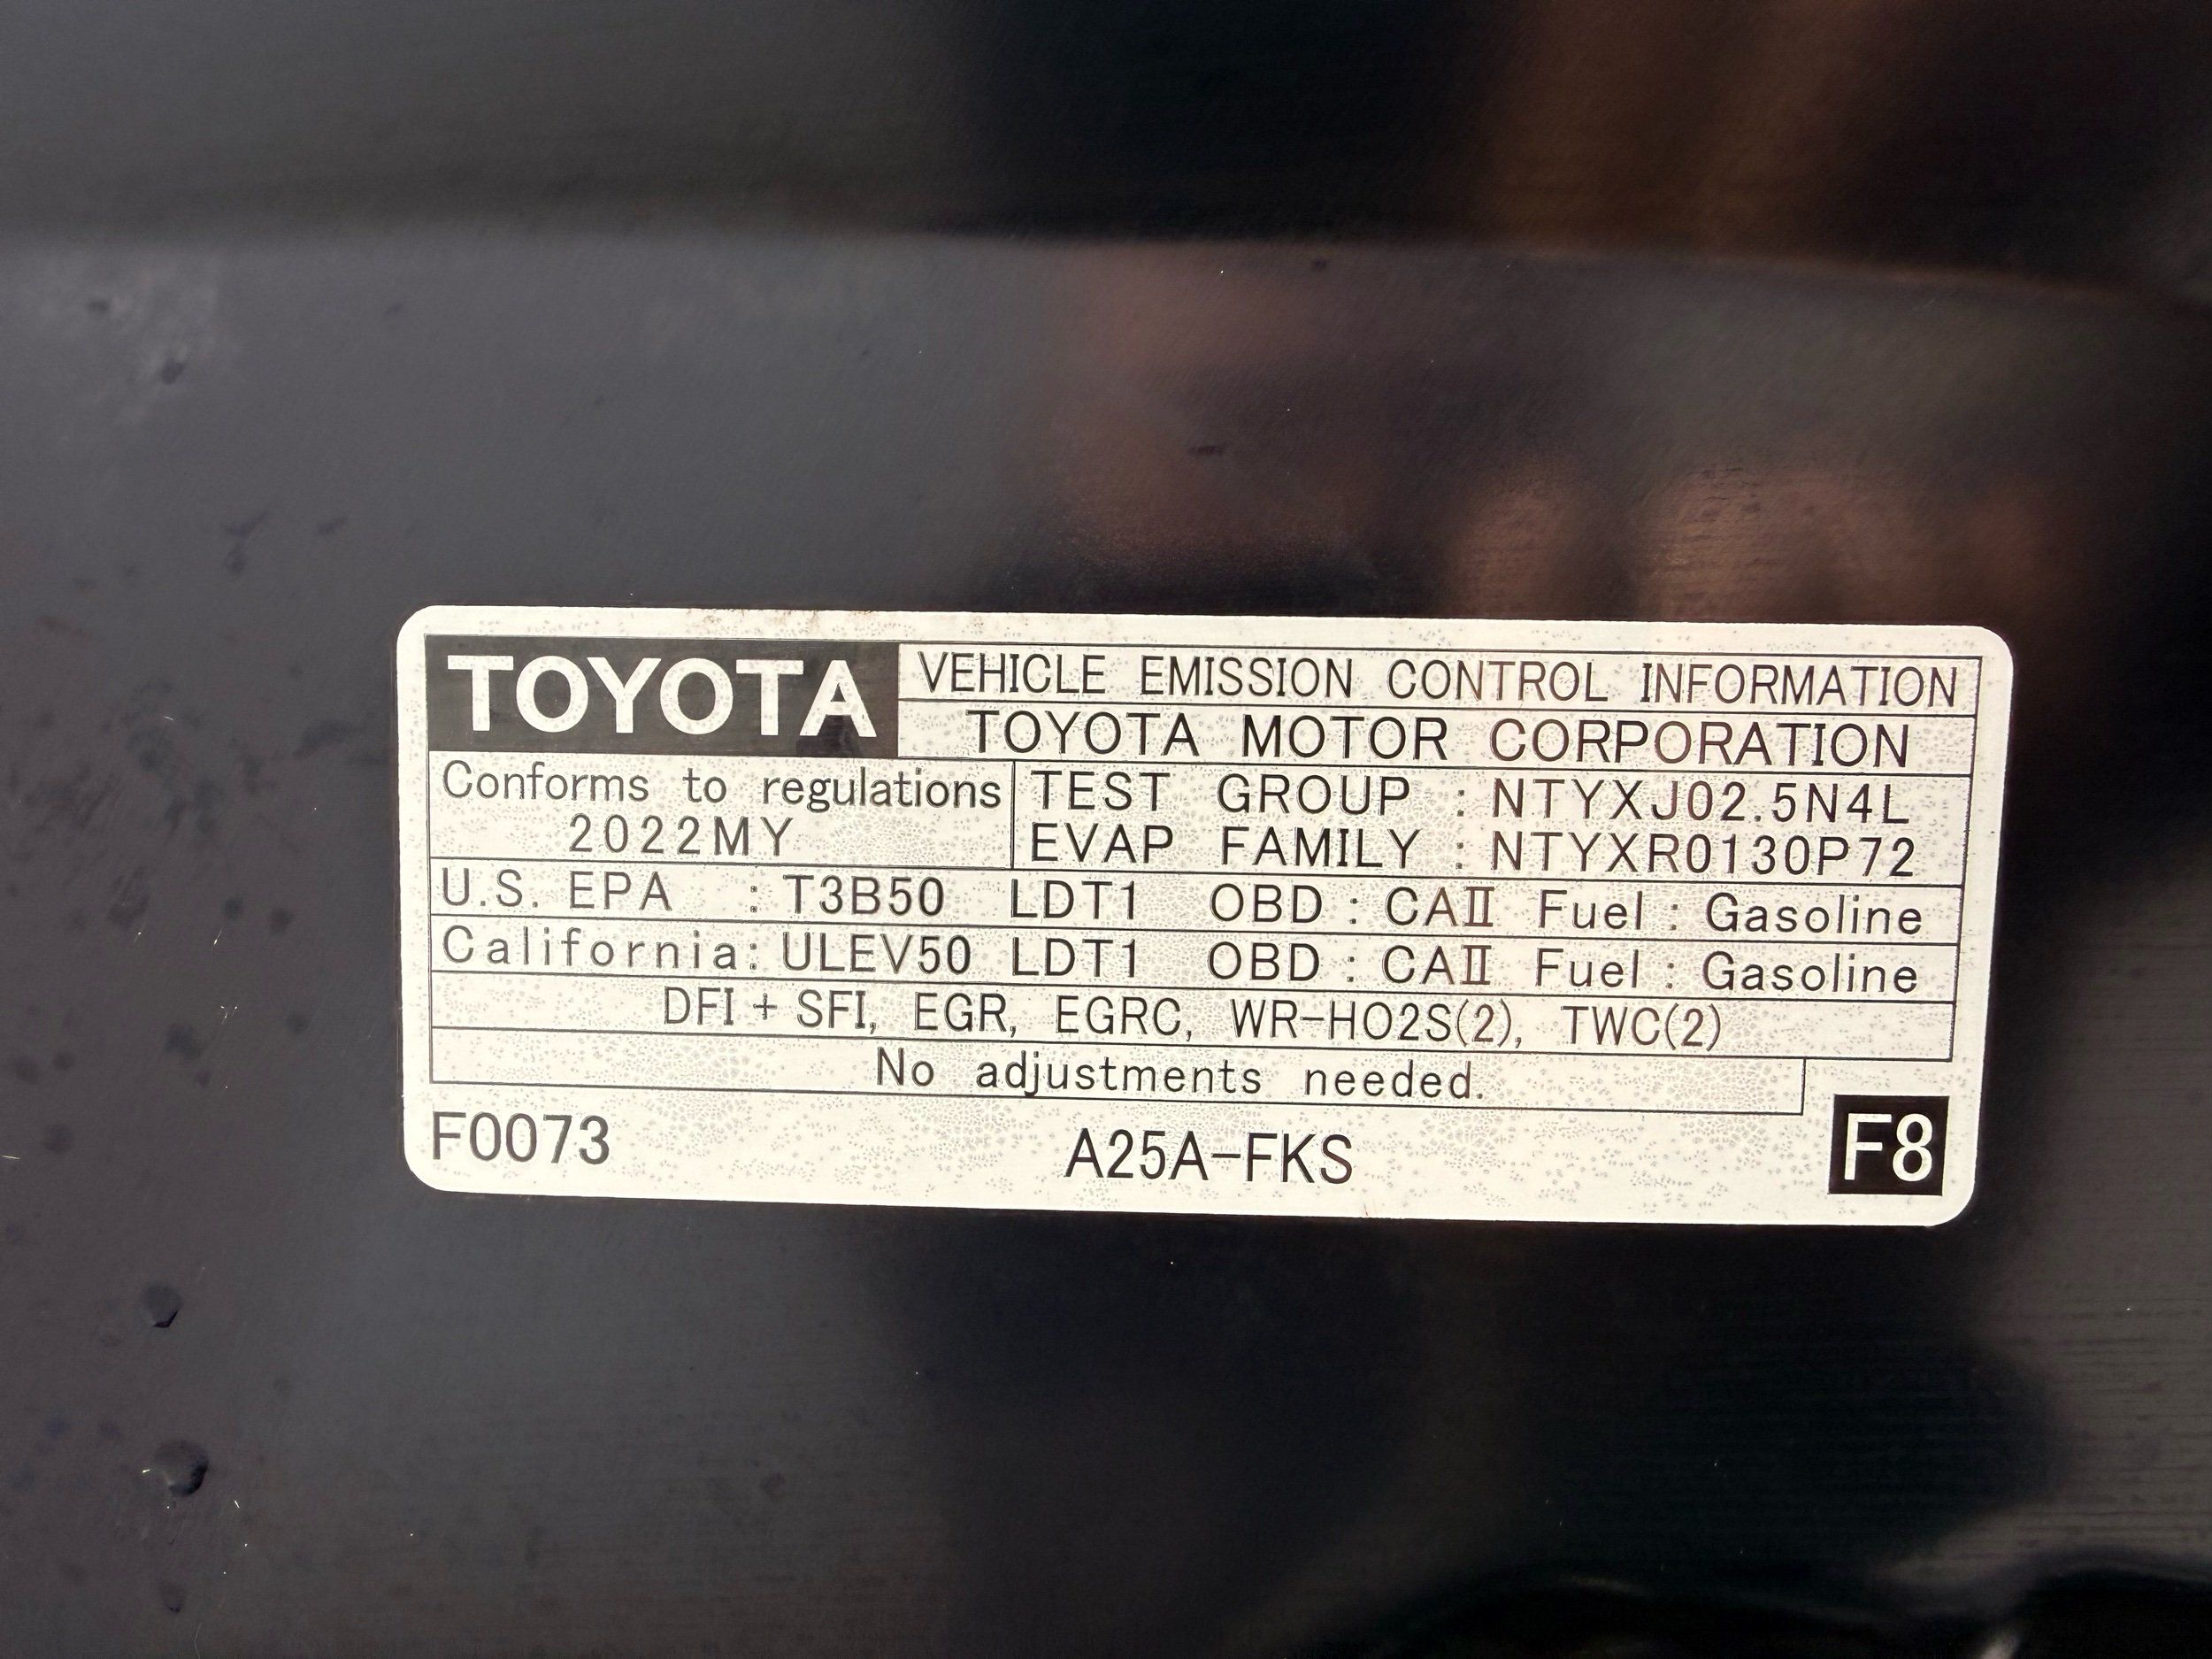 TOYOTA
VEHICLE EMISSION CONTROL INFORMATION
TOYOTA MOTOR CORPORATION
Conforms to regulations
2022MY
TEST GROUP : NTYXJ02.5N4L
EVAP FAMILY : NTYXR0130P72
U.S. EPA : T3B50 LDT1 OBD : CAⅡ Fuel : Gasoline
California: ULEV50 LDT1 OBD : CAⅡ Fuel : Gasoline
DFI + SFI, EGR, EGRC, WR-HO2S(2), TWC(2)
No adjustments needed.
F0073 A25A-FKS F8